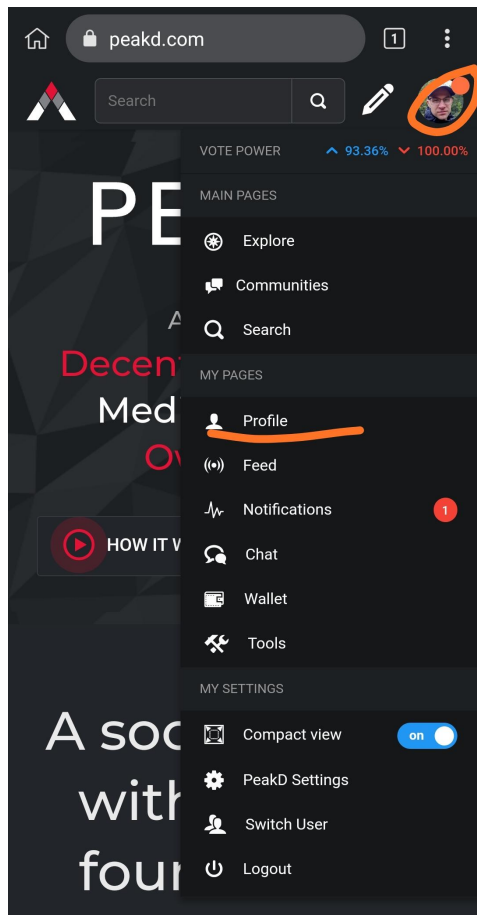 peakd.com
1
Search
VOTE POWER 93.36% 100.00%
MAIN PAGES
PE
Explore
Communities
A
Search
Decen
MY PAGES
Med
Profile
Ov
Feed
Notifications 1
HOW IT
Chat
Wallet
Tools
MY SETTINGS
A soc
Compact view on
with
PeakD Settings
Switch User
four
Logout